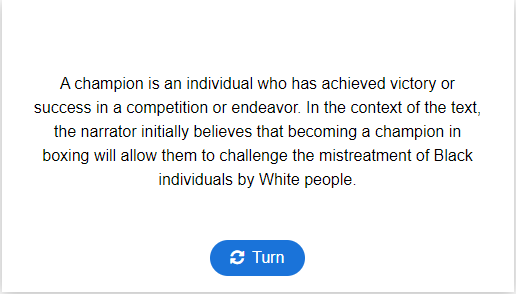 A champion is an individual who has achieved victory or
success in a competition or endeavor. In the context of the text,
the narrator initially believes that becoming a champion in
boxing will allow them to challenge the mistreatment of Black
individuals by White people.
Turn